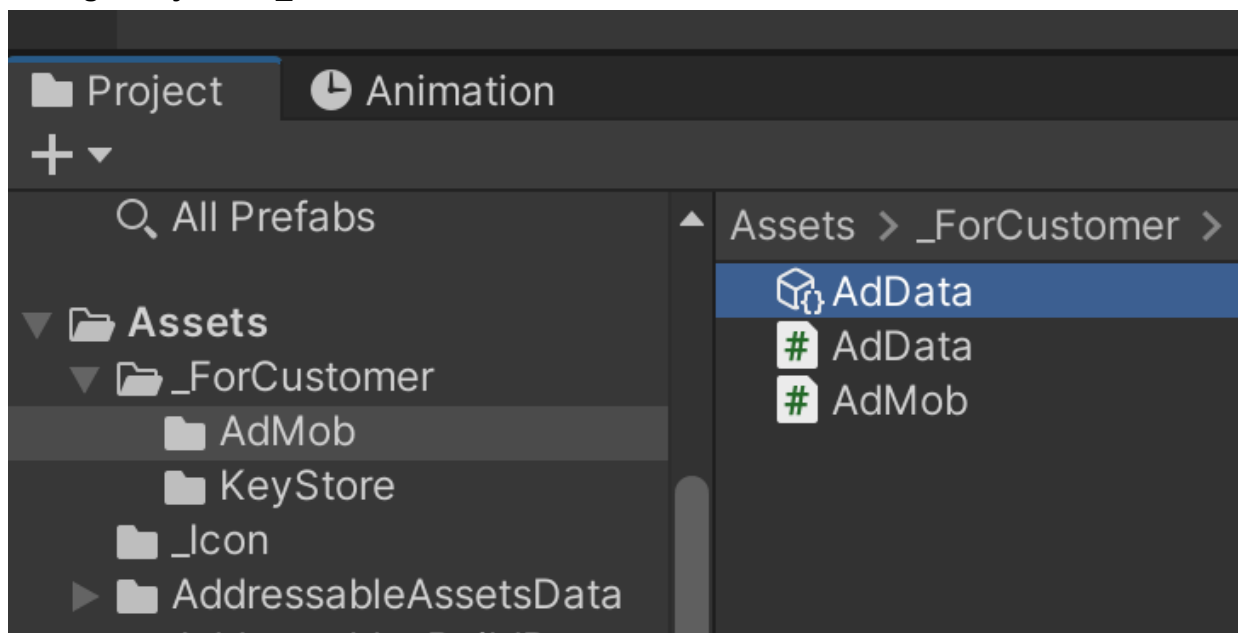 Project
Animation
All Prefabs
Assets
_ForCustomer
AdMob
KeyStore
_Icon
AddressableAssetsData
Assets > _ForCustomer >
AdData
# AdData
# AdMob